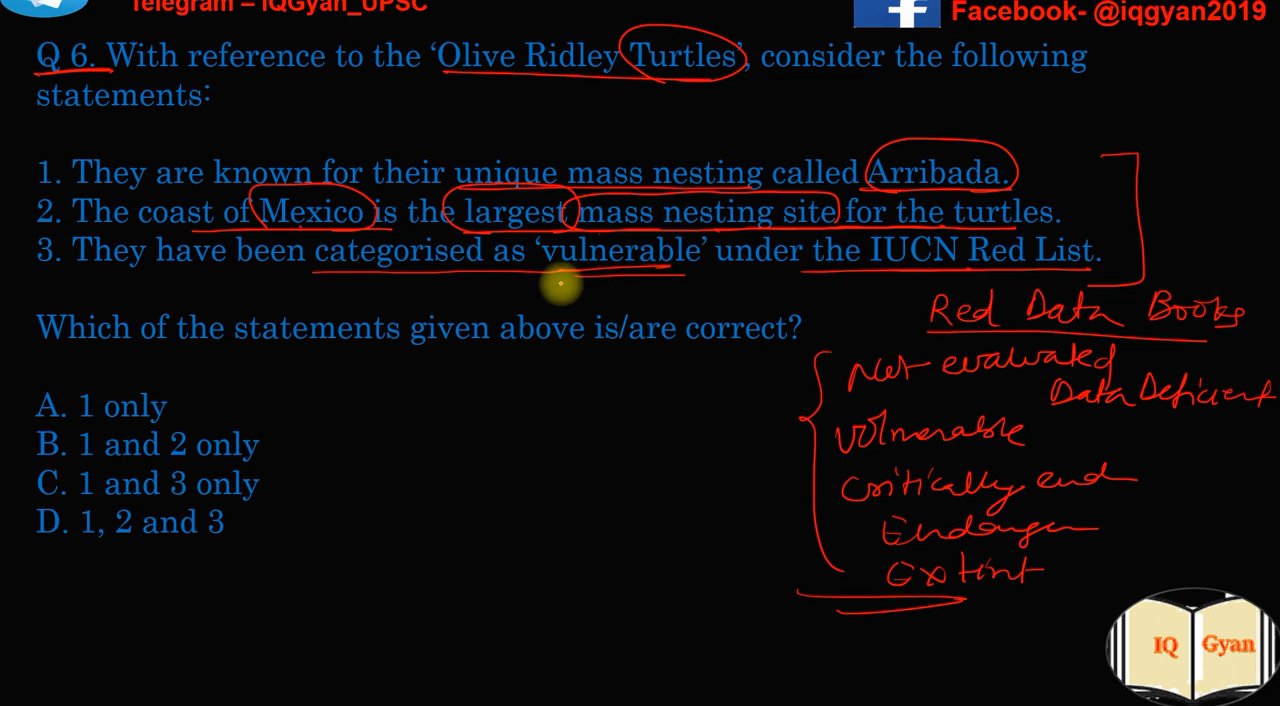 Telegram – IQGyan_UPSC
Facebook- @iqgyan2019
Q 6. With reference to the ‘Olive Ridley Turtles’, consider the following
statements:
1. They are known for their unique mass nesting called Arribada.
2. The coast of Mexico is the largest mass nesting site for the turtles.
3. They have been categorised as ‘vulnerable’ under the IUCN Red List.
Which of the statements given above is/are correct?
A. 1 only
B. 1 and 2 only
C. 1 and 3 only
D. 1, 2 and 3
Red Data Books
Not evaluated
Data Deficient
Vulnerable
Critically end
Endanger
Extint
IQ Gyan